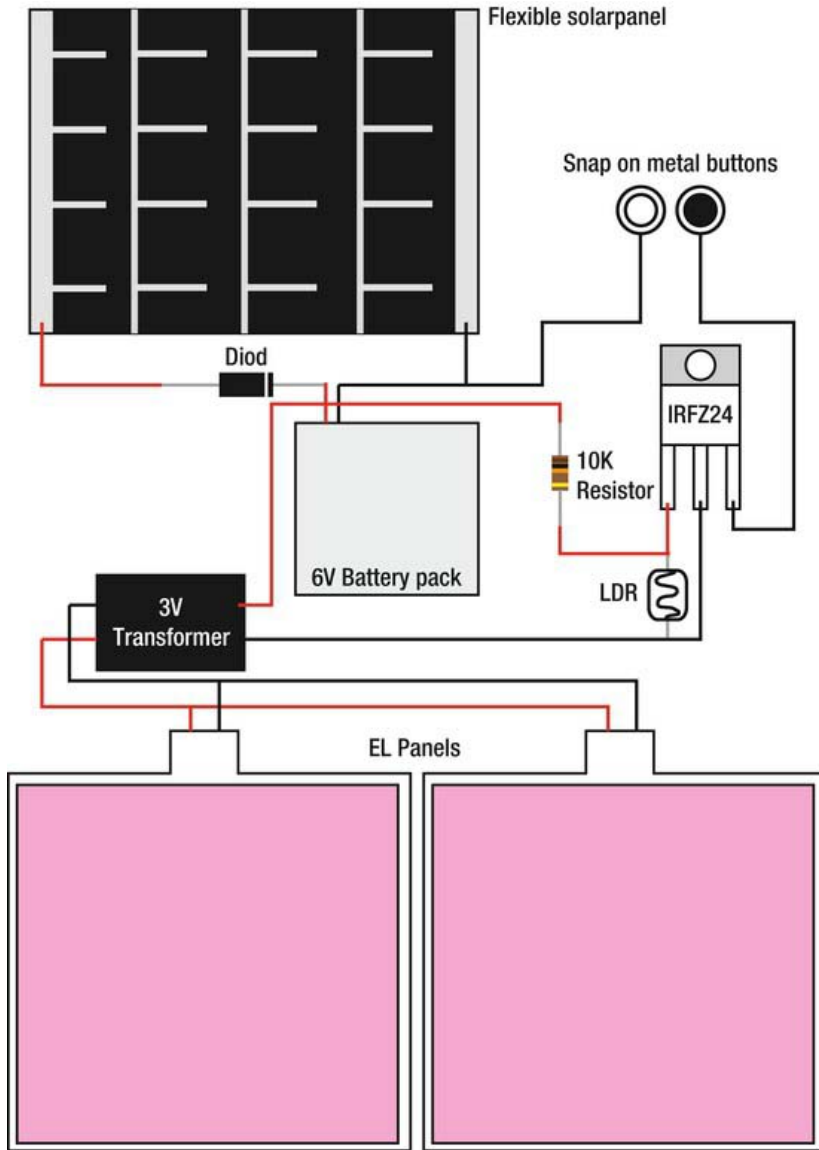 Flexible solarpanel
Snap on metal buttons
Diod
IRFZ24
10K
Resistor
6V Battery pack
LDR
3V
Transformer
EL Panels